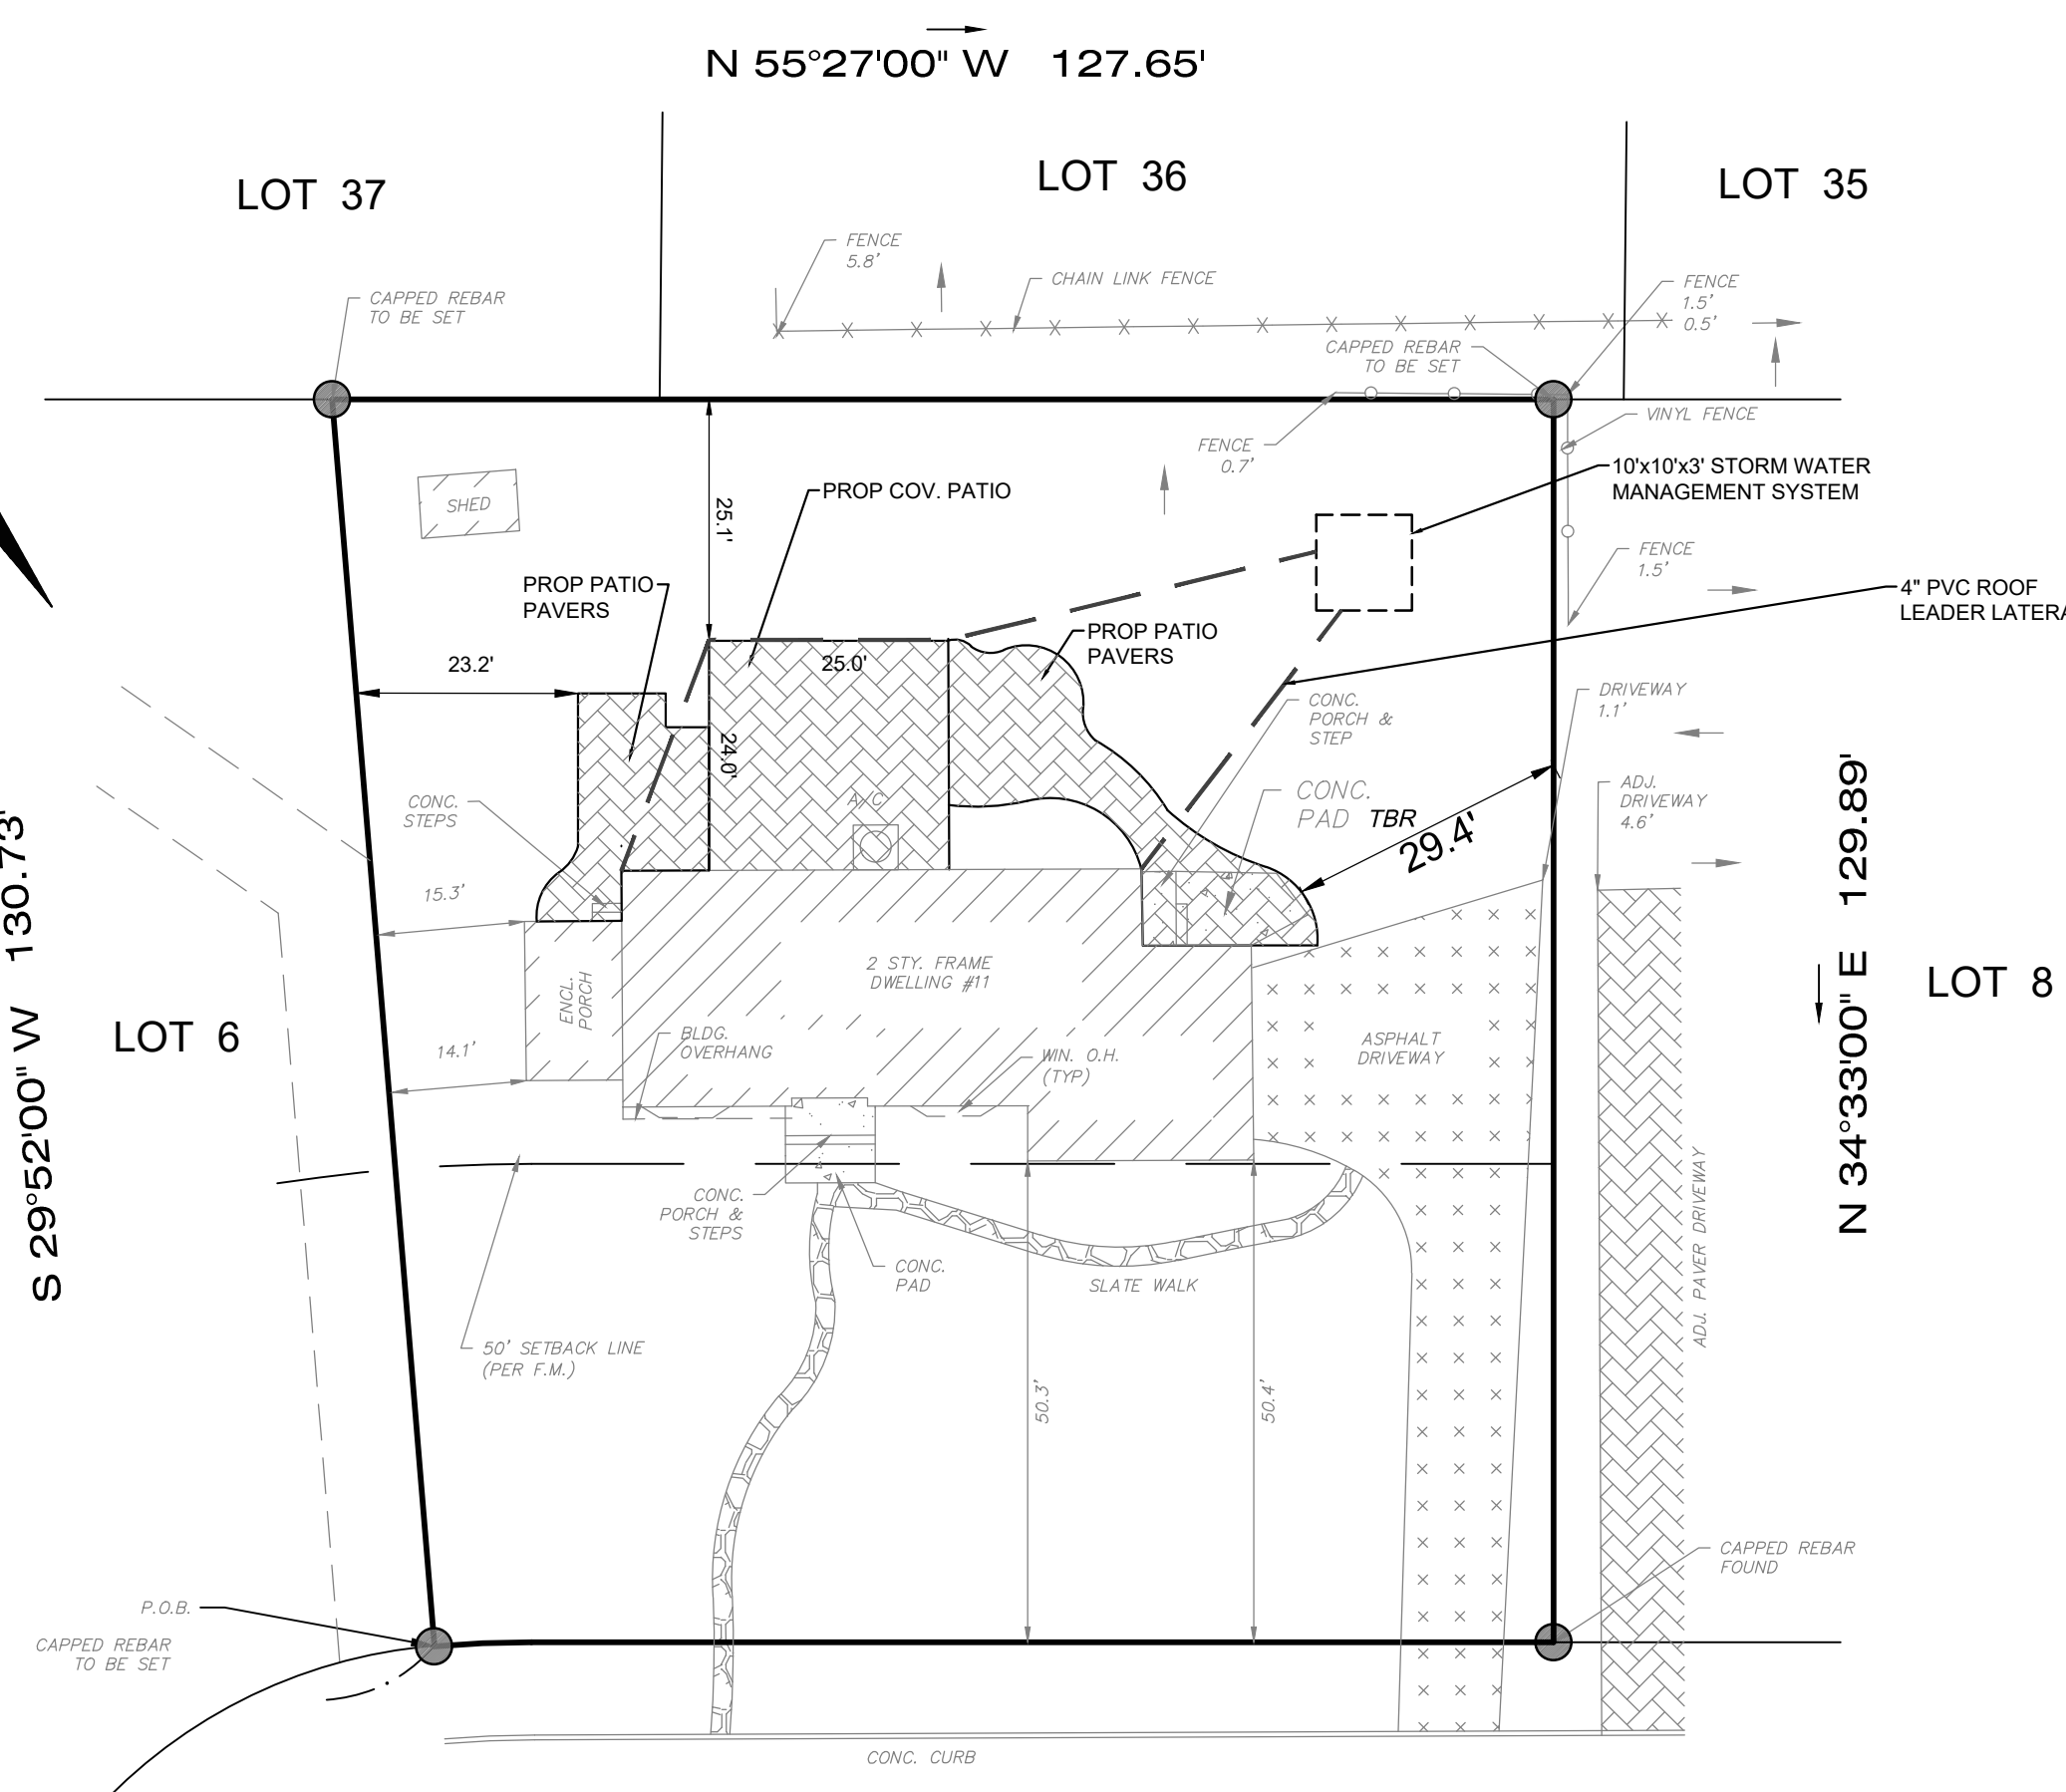 N 55°27'00" W 127.65'
LOT 37
LOT 36
LOT 35
FENCE
5.8'
CHAIN LINK FENCE
FENCE
1.5'
0.5'
CAPPED REBAR
TO BE SET
CAPPED REBAR
TO BE SET
VINYL FENCE
FENCE
0.7'
10'x10'x3' STORM WATER
MANAGEMENT SYSTEM
SHED
25.1'
PROP COV. PATIO
FENCE
1.5'
PROP PATIO
PAVERS
4" PVC ROOF
LEADER LATERA
PROP PATIO
PAVERS
23.2'
25.0'
24.0'
CONC.
PORCH &
STEP
DRIVEWAY
1.1'
CONC.
STEPS
A/C
CONC.
PAD TBR
29.4'
ADJ.
DRIVEWAY
4.6'
S 29°52'00" W 130.73'
N 34°33'00" E 129.89'
15.3'
2 STY. FRAME
DWELLING #11
ENCL.
PORCH
LOT 6
LOT 8
14.1'
BLDG.
OVERHANG
WIN. O.H.
(TYP)
ASPHALT
DRIVEWAY
CONC.
PORCH &
STEPS
CONC.
PAD
SLATE WALK
ADJ. PAVER DRIVEWAY
50' SETBACK LINE
(PER F.M.)
50.3'
50.4'
CAPPED REBAR
FOUND
P.O.B.
CAPPED REBAR
TO BE SET
CONC. CURB